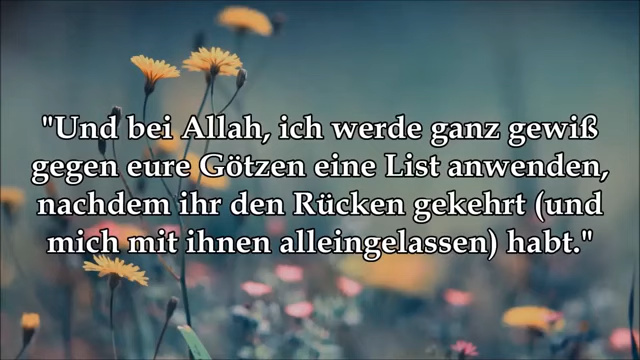 "Und bei Allah, ich werde ganz gewiß
gegen eure Götzen eine List anwenden,
nachdem ihr den Rücken gekehrt (und
mich mit ihnen alleingelassen) habt."